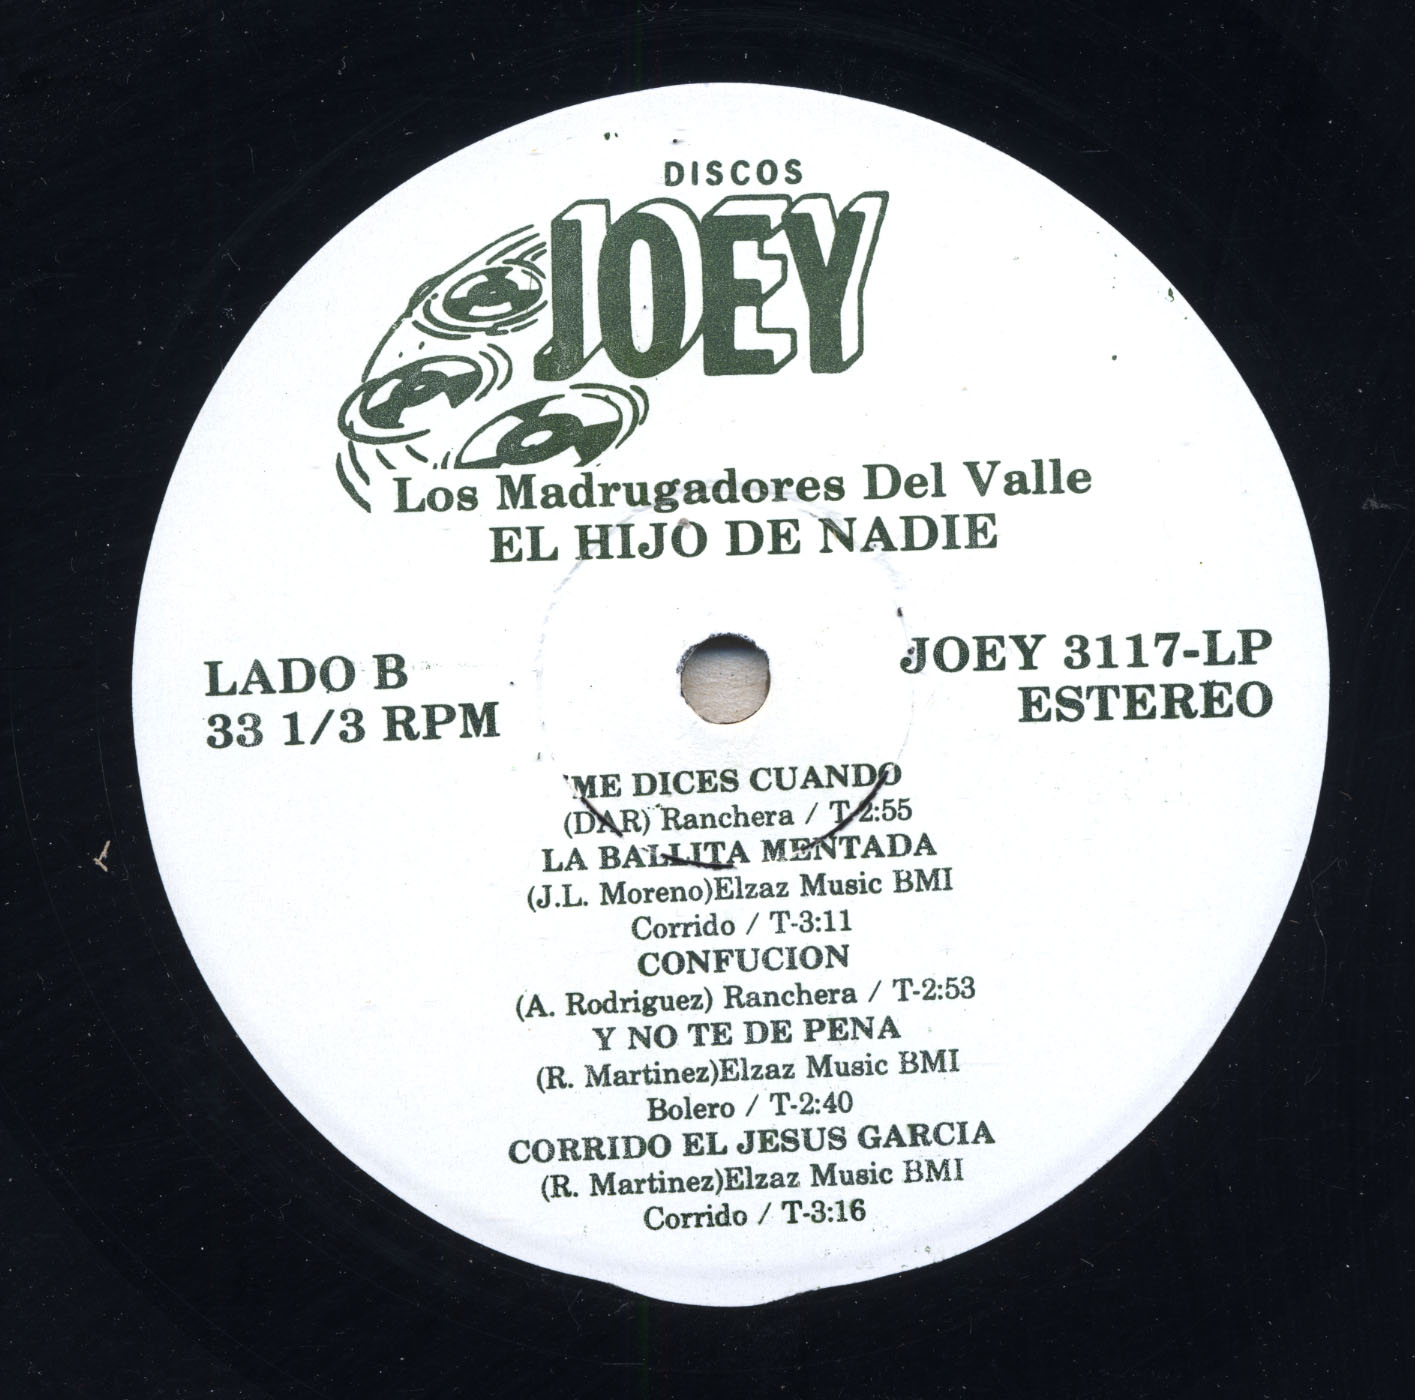 DISCOS
JOEY
Los Madrugadores Del Valle
EL HIJO DE NADIE
LADO B
33 1/3 RPM
JOEY 3117-LP
ESTEREO
ME DICES CUANDO
(DAR) Ranchera / T-2:55
LA BALLITA MENTADA
(J.L. Moreno)Elzaz Music BMI
Corrido / T-3:11
CONFUCION
(A. Rodriguez) Ranchera / T-2:53
Y NO TE DE PENA
(R. Martinez)Elzaz Music BMI
Bolero / T-2:40
CORRIDO EL JESUS GARCIA
(R. Martinez)Elzaz Music BMI
Corrido / T-3:16